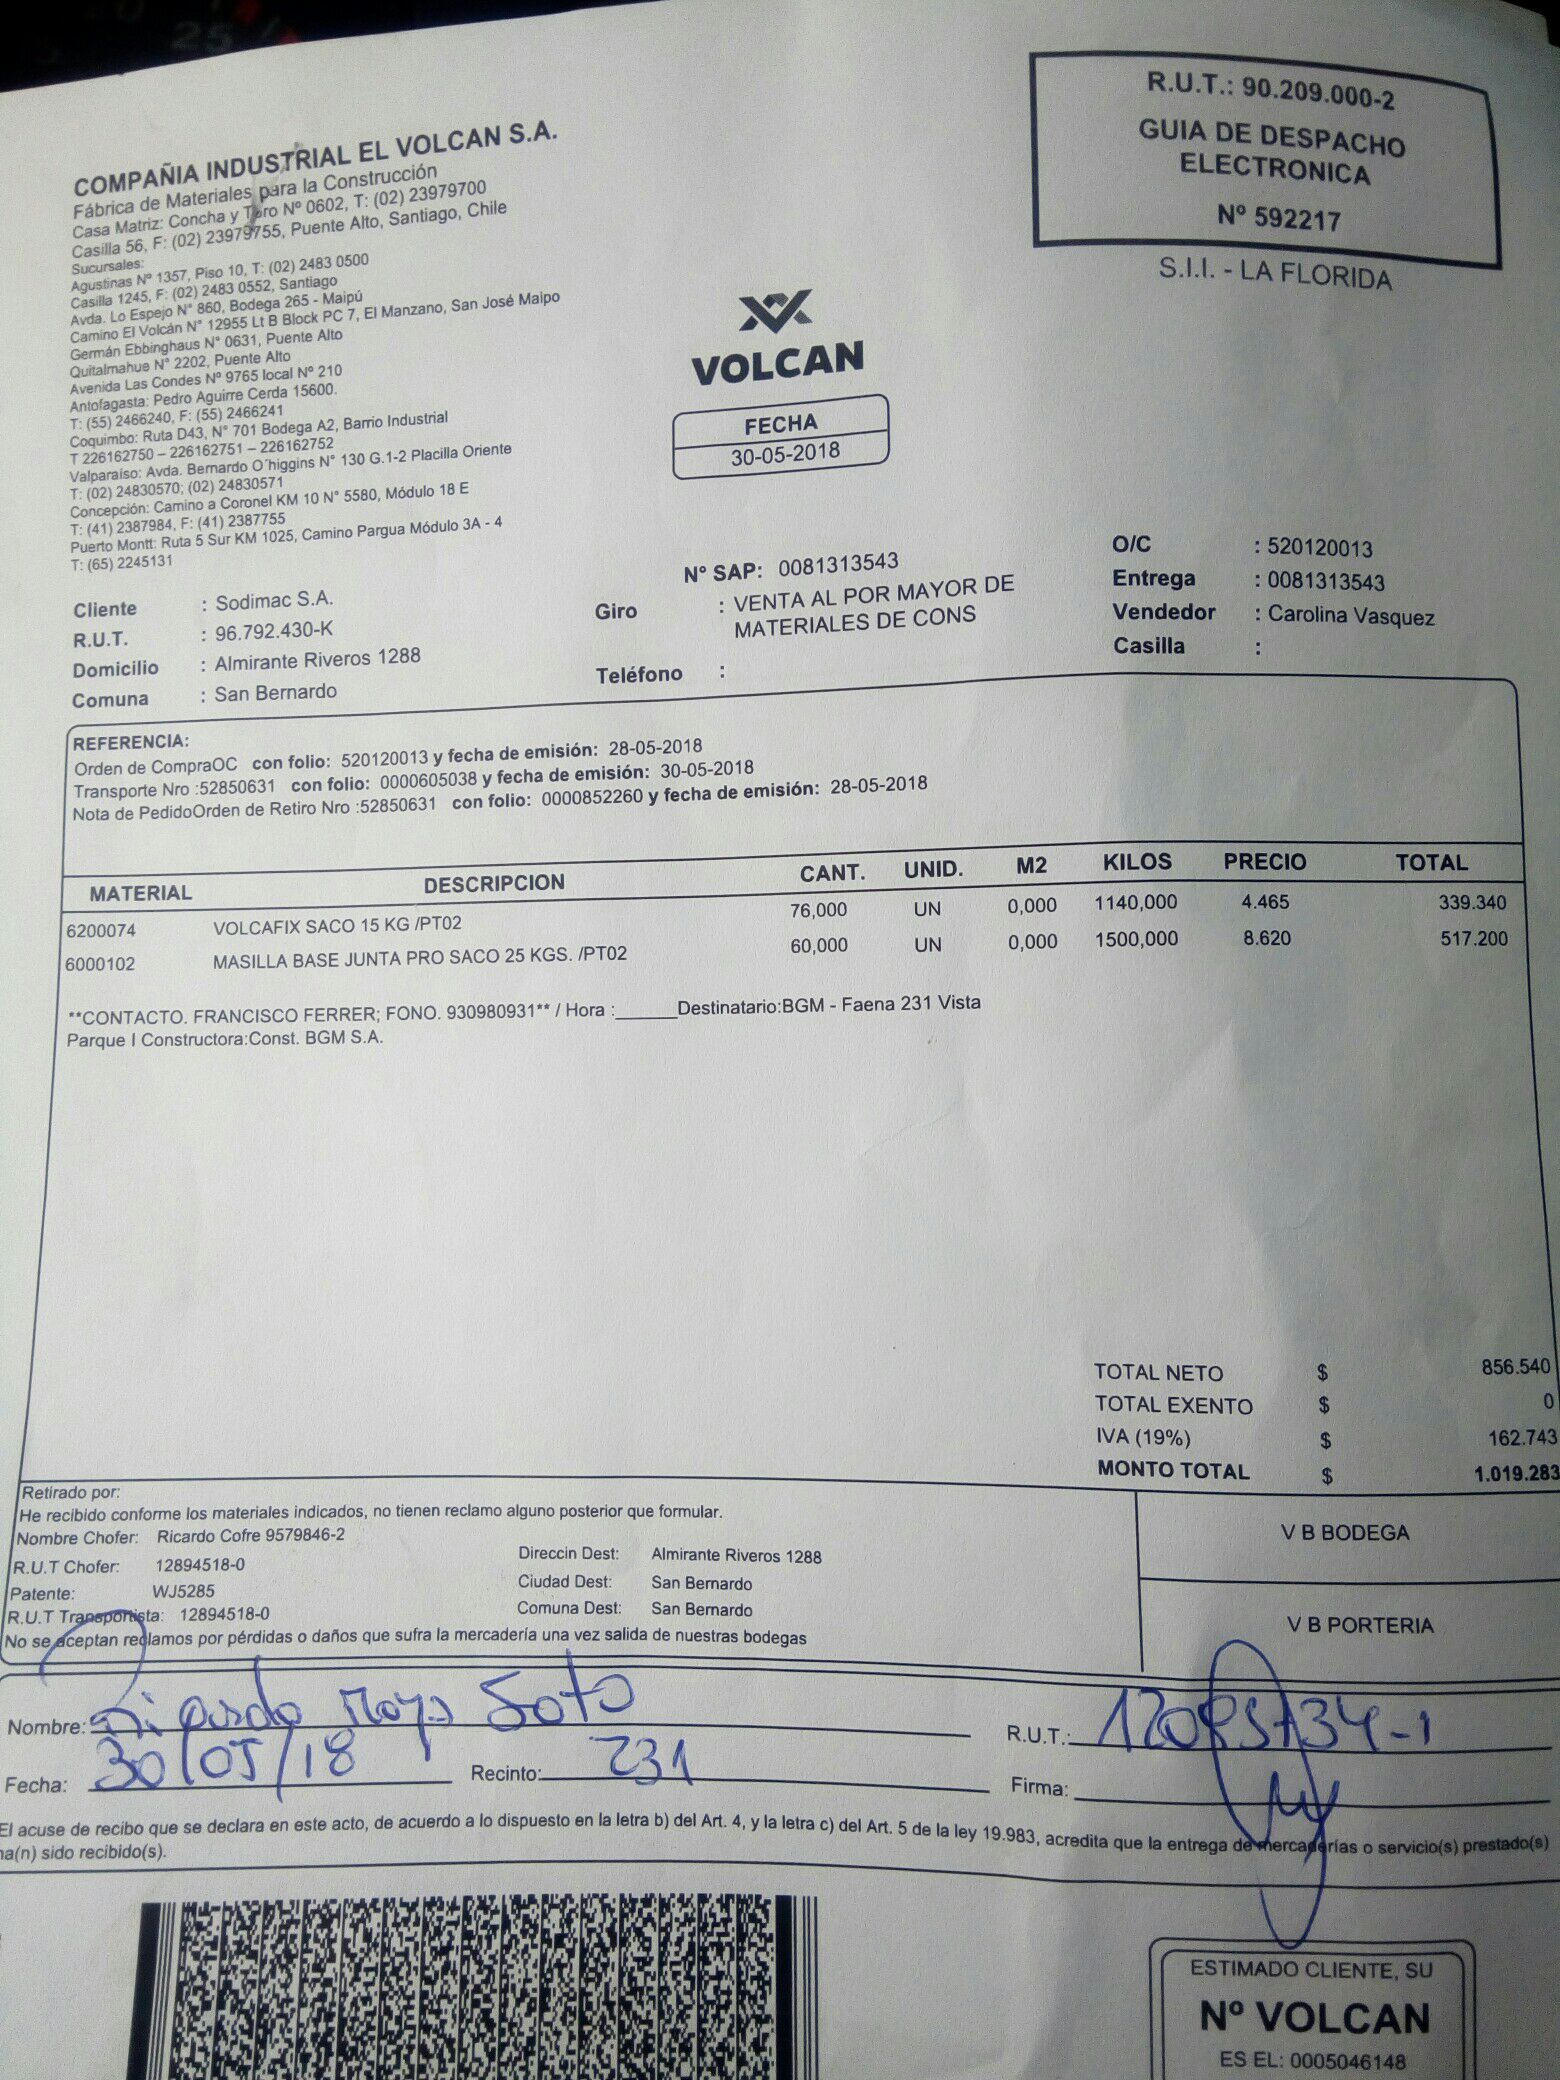 R.U.T.: 90.209.000-2
GUIA DE DESPACHO
ELECTRONICA
Nº 592217
S.I.I. - LA FLORIDA
COMPAÑIA INDUSTRIAL EL VOLCAN S.A.
Fábrica de Materiales para la Construcción
Casa Matriz: Concha y Toro Nº 0602, T: (02) 23979700
Casilla 56, F: (02) 23979755, Puente Alto, Santiago, Chile
Sucursales:
Agustinas Nº 1357, Piso 10, T: (02) 2483 0500
Casilla 1245, F: (02) 2483 0552, Santiago
Avda. Lo Espejo N° 860, Bodega 265 - Maipú
Camino El Volcán N° 12955 Lt B Block PC 7, El Manzano, San José Maipo
Germán Ebbinghaus N° 0631, Puente Alto
Quitalmahue N° 2202, Puente Alto
Avenida Las Condes Nº 9765 local Nº 210
Antofagasta: Pedro Aguirre Cerda 15600.
T: (55) 2466240, F: (55) 2466241
Coquimbo: Ruta D43, N° 701 Bodega A2, Barrio Industrial
T 226162750 – 226162751 – 226162752
Valparaíso: Avda. Bernardo O´higgins N° 130 G.1-2 Placilla Oriente
T: (02) 24830570; (02) 24830571
Concepción: Camino a Coronel KM 10 N° 5580, Módulo 18 E
T: (41) 2387984, F: (41) 2387755
Puerto Montt: Ruta 5 Sur KM 1025, Camino Pargua Módulo 3A - 4
T: (65) 2245131
VOLCAN
FECHA
30-05-2018
Nº SAP: 0081313543
Cliente : Sodimac S.A.
R.U.T. : 96.792.430-K
Domicilio : Almirante Riveros 1288
Comuna : San Bernardo
Giro : VENTA AL POR MAYOR DE
MATERIALES DE CONS
Teléfono :
O/C : 520120013
Entrega : 0081313543
Vendedor : Carolina Vasquez
Casilla :
REFERENCIA:
Orden de CompraOC con folio: 520120013 y fecha de emisión: 28-05-2018
Transporte Nro :52850631 con folio: 0000605038 y fecha de emisión: 30-05-2018
Nota de PedidoOrden de Retiro Nro :52850631 con folio: 0000852260 y fecha de emisión: 28-05-2018
MATERIAL DESCRIPCION CANT. UNID. M2 KILOS PRECIO TOTAL
6200074 VOLCAFIX SACO 15 KG /PT02 76,000 UN 0,000 1140,000 4.465 339.340
6000102 MASILLA BASE JUNTA PRO SACO 25 KGS. /PT02 60,000 UN 0,000 1500,000 8.620 517.200
**CONTACTO. FRANCISCO FERRER; FONO. 930980931** / Hora :______Destinatario:BGM - Faena 231 Vista
Parque I Constructora:Const. BGM S.A.
TOTAL NETO $ 856.540
TOTAL EXENTO $ 0
IVA (19%) $ 162.743
MONTO TOTAL $ 1.019.283
Retirado por:
He recibido conforme los materiales indicados, no tienen reclamo alguno posterior que formular.
Nombre Chofer: Ricardo Cofre 9579846-2
R.U.T Chofer: 12894518-0
Patente: WJ5285
R.U.T Transportista: 12894518-0
Direccin Dest: Almirante Riveros 1288
Ciudad Dest: San Bernardo
Comuna Dest: San Bernardo
No se aceptan reclamos por pérdidas o daños que sufra la mercadería una vez salida de nuestras bodegas
V B BODEGA
V B PORTERIA
Nombre: Ricardo Soto
R.U.T.:
Fecha: 30/05/18 Recinto: 231 Firma:
El acuse de recibo que se declara en este acto, de acuerdo a lo dispuesto en la letra b) del Art. 4, y la letra c) del Art. 5 de la ley 19.983, acredita que la entrega de mercaderías o servicio(s) prestado(s)
ha(n) sido recibido(s).
ESTIMADO CLIENTE, SU
Nº VOLCAN
ES EL: 0005046148